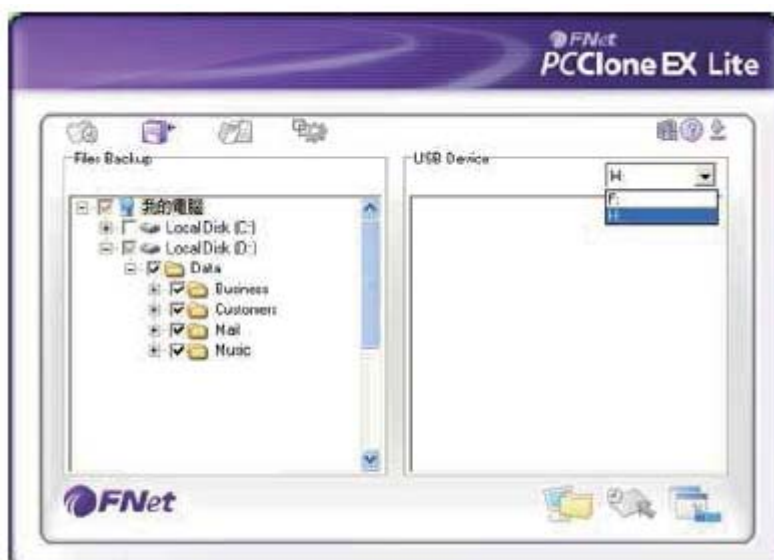 FNet
PCClone EX Lite
Files Backup
USB Device
H:
F:
H:
我的電腦
Local Disk (C:)
Local Disk (D:)
Data
Business
Customers
Mail
Music
FNet